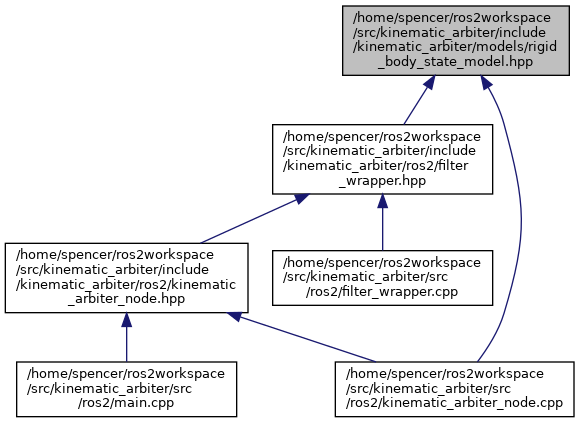 /home/spencer/ros2workspace
/src/kinematic_arbiter/include
/kinematic_arbiter/models/rigid
_body_state_model.hpp
/home/spencer/ros2workspace
/src/kinematic_arbiter/include
/kinematic_arbiter/ros2/filter
_wrapper.hpp
/home/spencer/ros2workspace
/src/kinematic_arbiter/include
/kinematic_arbiter/ros2/kinematic
_arbiter_node.hpp
/home/spencer/ros2workspace
/src/kinematic_arbiter/src
/ros2/filter_wrapper.cpp
/home/spencer/ros2workspace
/src/kinematic_arbiter/src
/ros2/main.cpp
/home/spencer/ros2workspace
/src/kinematic_arbiter/src
/ros2/kinematic_arbiter_node.cpp